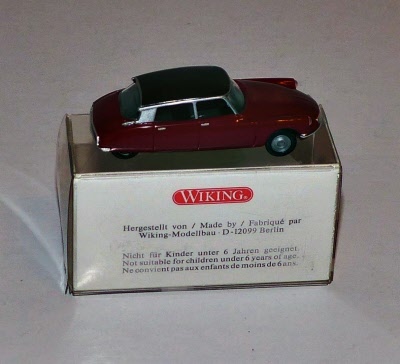 WIKING®
Hergestellt von / Made by / Fabriqué par
Wiking-Modellbau · D-12099 Berlin
Nicht für Kinder unter 6 Jahren geeignet.
Not suitable for children under 6 years of age.
Ne convient pas aux enfants de moins de 6 ans.